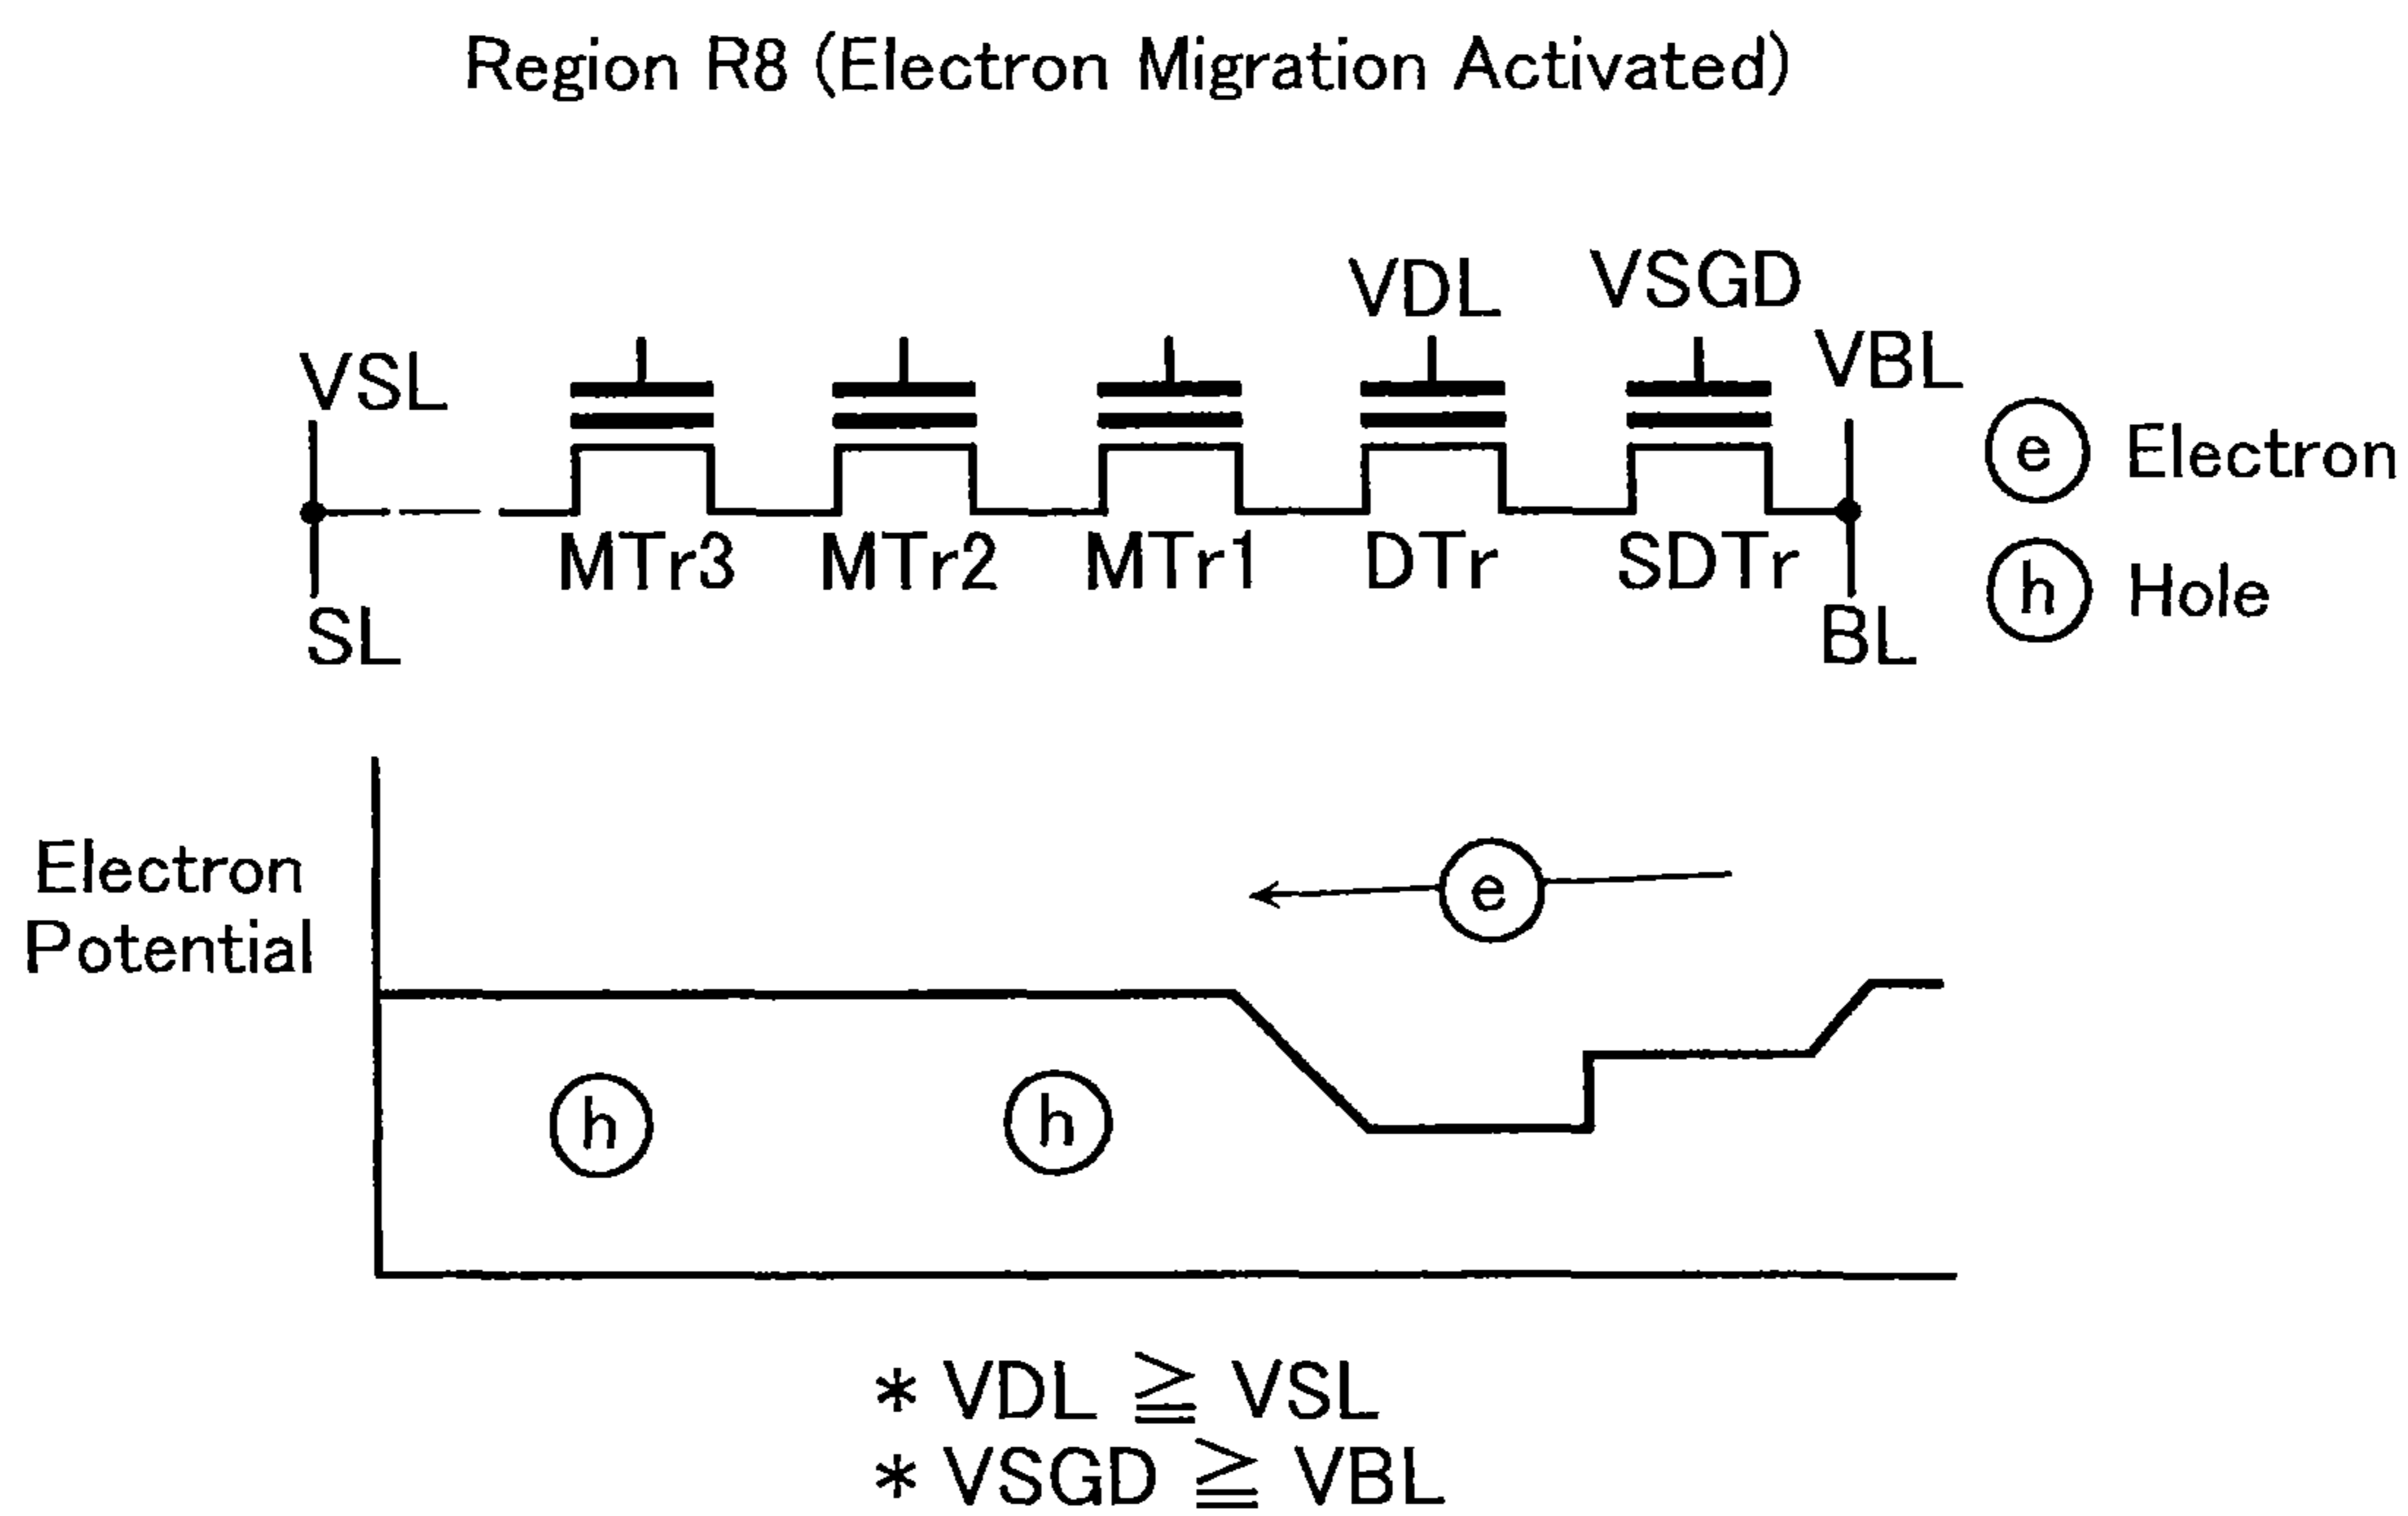 Region R8 (Electron Migration Activated)
VDL VSGD
VSL VBL
e Electron
h Hole
MTr3 MTr2 MTr1 DTr SDTr
SL BL
Electron
Potential
e
h h
* VDL ≧ VSL
* VSGD ≧ VBL